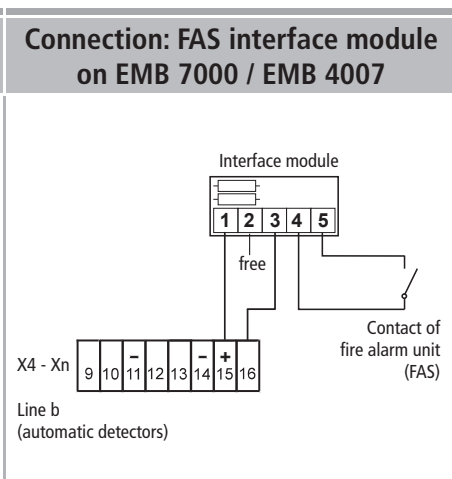 Connection: FAS interface module
on EMB 7000 / EMB 4007
Interface module
1 2 3 4 5
free
Contact of
fire alarm unit
(FAS)
X4 - Xn
− − +
9 10 11 12 13 14 15 16
Line b
(automatic detectors)